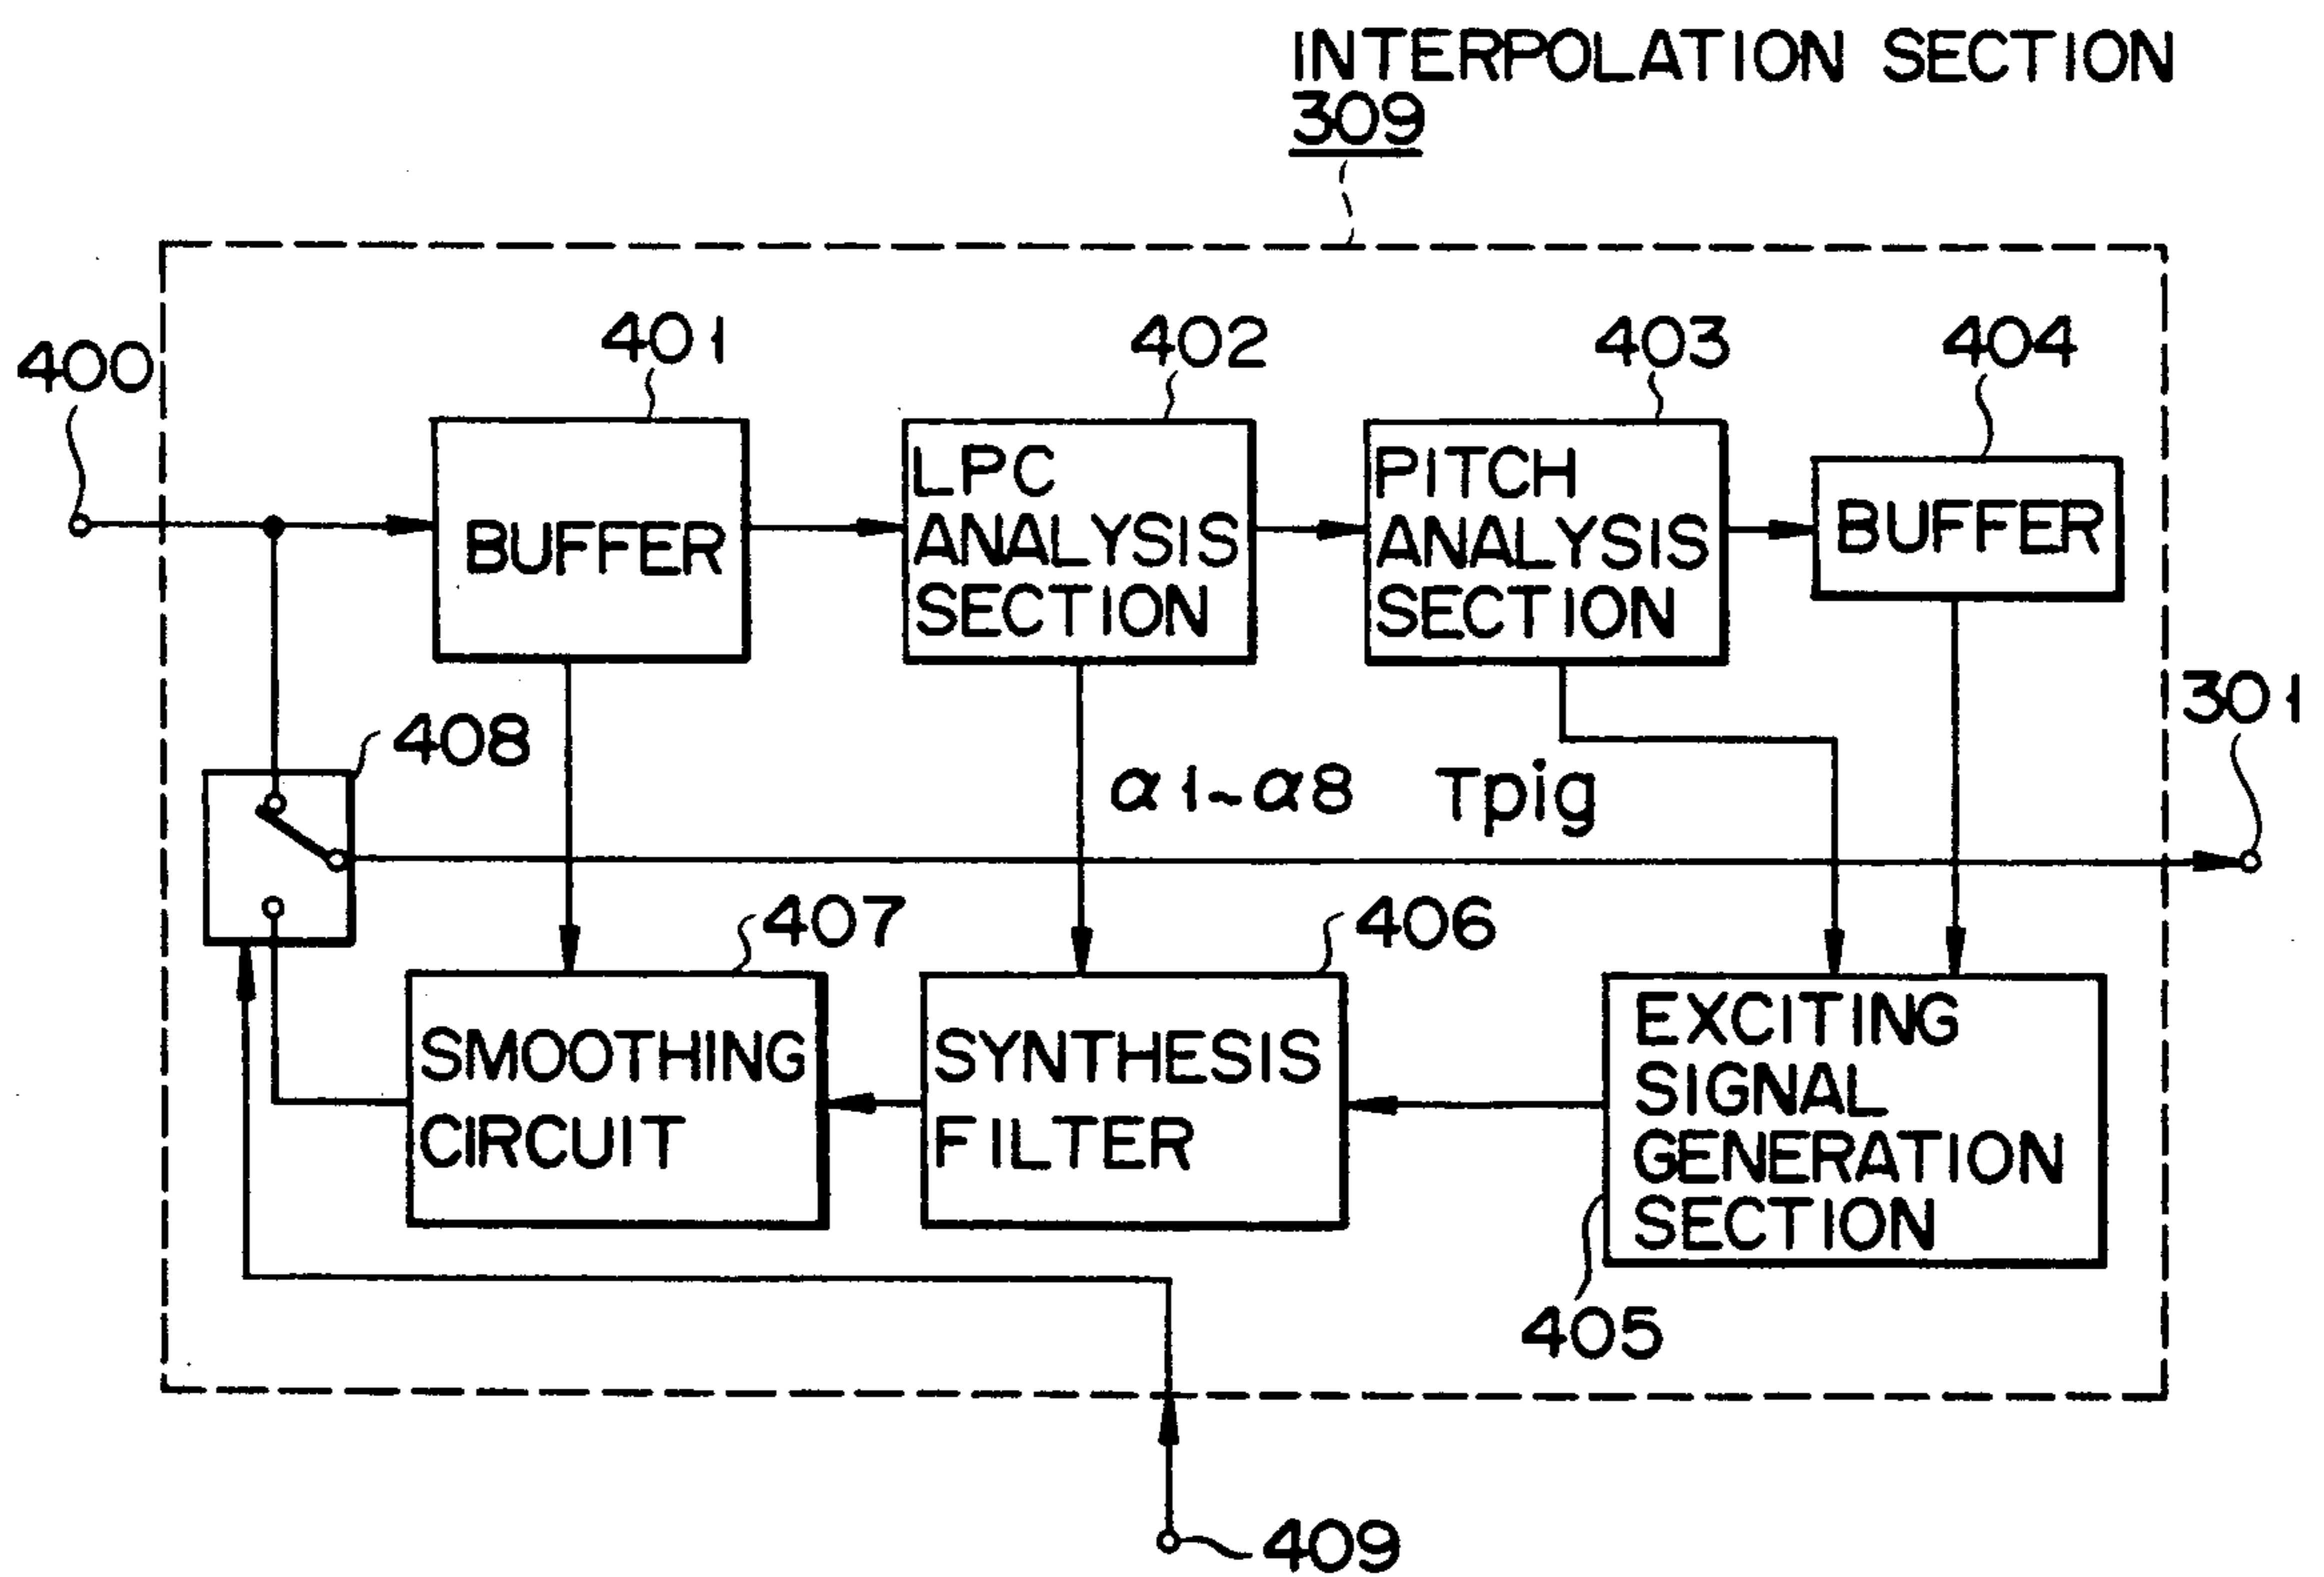 INTERPOLATION SECTION
309
400
401
402
403
404
BUFFER
LPC
ANALYSIS
SECTION
PITCH
ANALYSIS
SECTION
BUFFER
301
408
α1~α8
Tpig
407
406
SMOOTHING
CIRCUIT
SYNTHESIS
FILTER
EXCITING
SIGNAL
GENERATION
SECTION
405
409